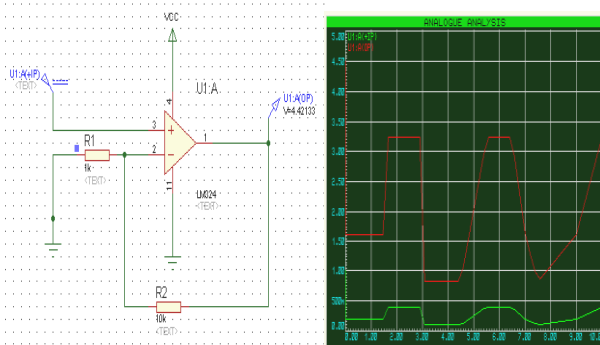 VCC
U1:A(+IP)
<TEXT>
4
U1:A
U1:A(OP)
V=4.42133
3
1
2
R1
1k
<TEXT>
11
LM324
<TEXT>
R2
10k
<TEXT>
ANALOGUE ANALYSIS
5.00
U1:A(+IP)
U1:A(OP)
4.50
4.00
3.50
3.00
2.50
2.00
1.50
1.00
500m
0.00
0.00 1.00 2.00 3.00 4.00 5.00 6.00 7.00 8.00 9.00